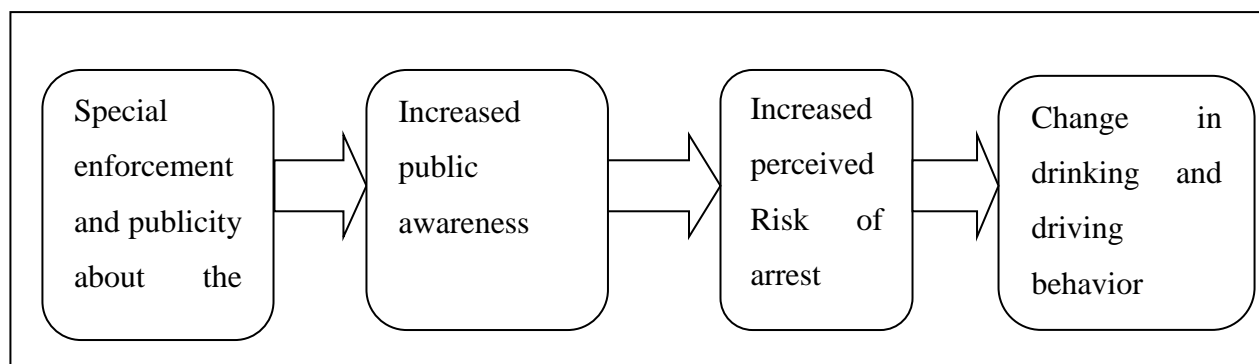 Special
enforcement
and publicity
about the
Increased
public
awareness
Increased
perceived
Risk of
arrest
Change in
drinking and
driving
behavior